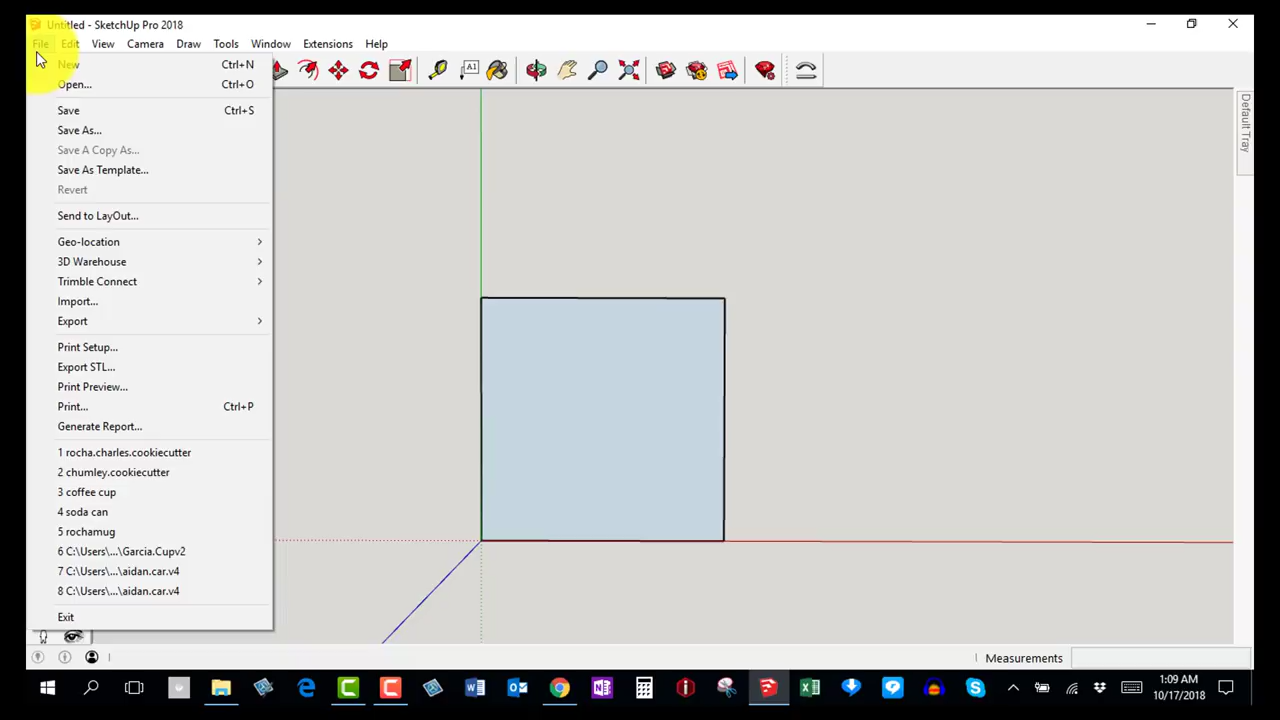 Untitled - SketchUp Pro 2018
File Edit View Camera Draw Tools Window Extensions Help
New Ctrl+N
Open... Ctrl+O
Save Ctrl+S
Save As...
Save A Copy As...
Save As Template...
Revert
Send to LayOut...
Geo-location
3D Warehouse
Trimble Connect
Import...
Export
Print Setup...
Export STL...
Print Preview...
Print... Ctrl+P
Generate Report...
1 rocha.charles.cookiecutter
2 chumley.cookiecutter
3 coffee cup
4 soda can
5 rochamug
6 C:\Users\...\Garcia.Cupv2
7 C:\Users\...\aidan.car.v4
8 C:\Users\...\aidan.car.v4
Exit
A1
Default Tray
Measurements
1:09 AM
10/17/2018